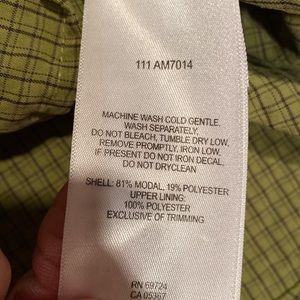 111 AM7014
MACHINE WASH COLD GENTLE.
WASH SEPARATELY,
DO NOT BLEACH, TUMBLE DRY LOW,
REMOVE PROMPTLY, IRON LOW.
IF PRESENT DO NOT IRON DECAL.
DO NOT DRYCLEAN
SHELL: 81% MODAL, 19% POLYESTER
UPPER LINING:
100% POLYESTER
EXCLUSIVE OF TRIMMING
RN 69724
CA 05367